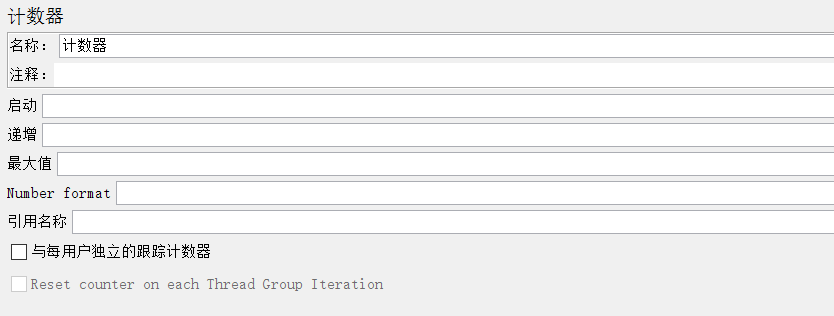 计数器
名称： 计数器
注释：
启动
递增
最大值
Number format
引用名称
与每用户独立的跟踪计数器
Reset counter on each Thread Group Iteration